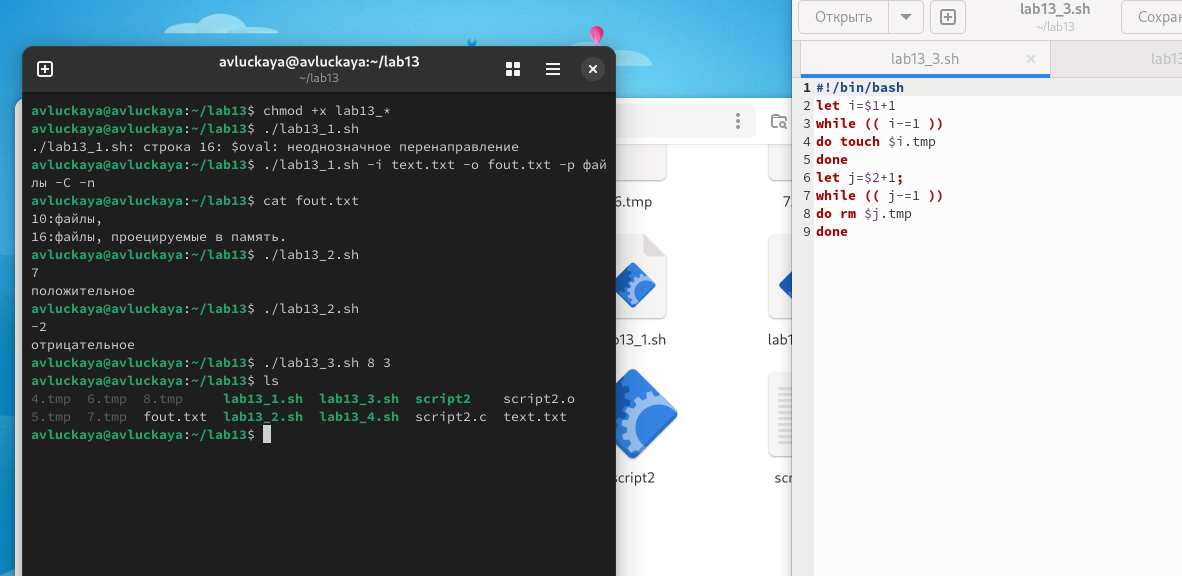 avluckaya@avluckaya:~/lab13
~/lab13
avluckaya@avluckaya:~/lab13$ chmod +x lab13_*
avluckaya@avluckaya:~/lab13$ ./lab13_1.sh
./lab13_1.sh: строка 16: $oval: неоднозначное перенаправление
avluckaya@avluckaya:~/lab13$ ./lab13_1.sh -i text.txt -o fout.txt -p фай
лы -C -n
avluckaya@avluckaya:~/lab13$ cat fout.txt
10:файлы,
16:файлы, проецируемые в память.
avluckaya@avluckaya:~/lab13$ ./lab13_2.sh
7
положительное
avluckaya@avluckaya:~/lab13$ ./lab13_2.sh
-2
отрицательное
avluckaya@avluckaya:~/lab13$ ./lab13_3.sh 8 3
avluckaya@avluckaya:~/lab13$ ls
4.tmp 6.tmp 8.tmp lab13_1.sh lab13_3.sh script2 script2.o
5.tmp 7.tmp fout.txt lab13_2.sh lab13_4.sh script2.c text.txt
avluckaya@avluckaya:~/lab13$
6.tmp
7
b13_1.sh
lab1
script2
scr
Открыть
lab13_3.sh
~/lab13
Сохран
lab13_3.sh
lab13
1 #!/bin/bash
2 let i=$1+1
3 while (( i-=1 ))
4 do touch $i.tmp
5 done
6 let j=$2+1;
7 while (( j-=1 ))
8 do rm $j.tmp
9 done